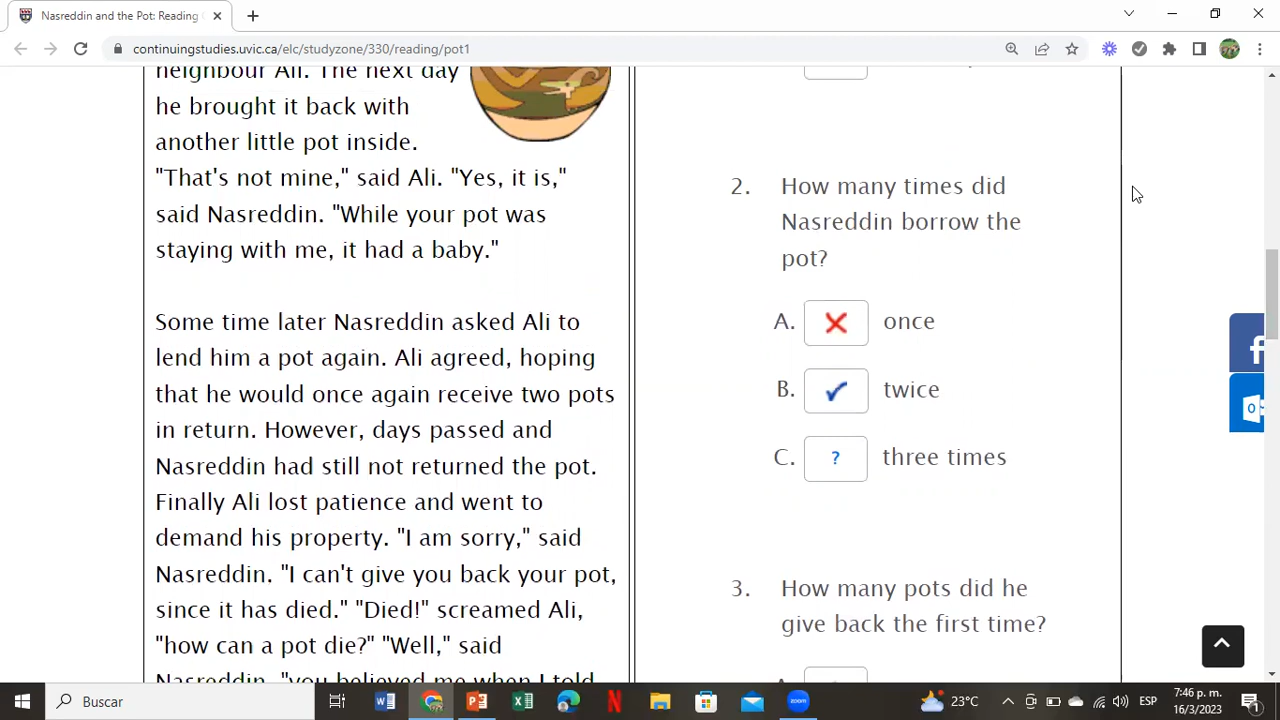 Nasreddin and the Pot: Reading
continuingstudies.uvic.ca/elc/studyzone/330/reading/pot1
neighbour Ali. The next day
he brought it back with
another little pot inside.
"That's not mine," said Ali. "Yes, it is,"
said Nasreddin. "While your pot was
staying with me, it had a baby."
Some time later Nasreddin asked Ali to
lend him a pot again. Ali agreed, hoping
that he would once again receive two pots
in return. However, days passed and
Nasreddin had still not returned the pot.
Finally Ali lost patience and went to
demand his property. "I am sorry," said
Nasreddin. "I can't give you back your pot,
since it has died." "Died!" screamed Ali,
"how can a pot die?" "Well," said
Nasreddin, "you believed me when I told
2. How many times did
Nasreddin borrow the
pot?
A. once
B. twice
C. ? three times
3. How many pots did he
give back the first time?
Buscar
23°C
ESP
7:46 p. m.
16/3/2023